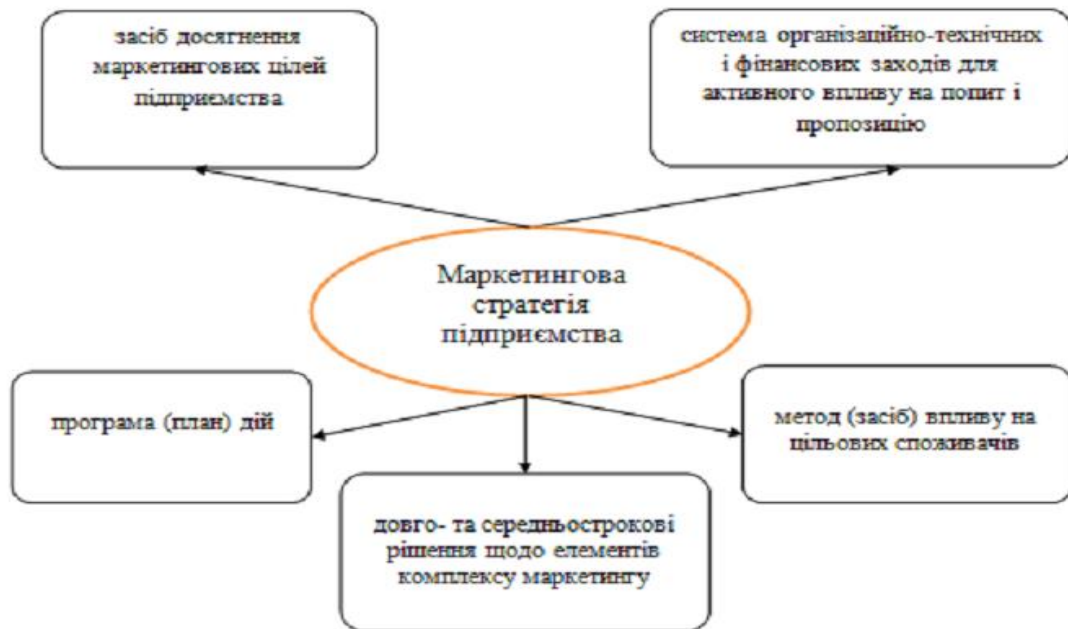 засіб досягнення
маркетингових цілей
підприємства
система організаційно-технічних
і фінансових заходів для
активного впливу на попит і
пропозицію
Маркетингова
стратегія
підприємства
програма (план) дій
метод (засіб) впливу на
цільових споживачів
довго- та середньострокові
рішення щодо елементів
комплексу маркетингу